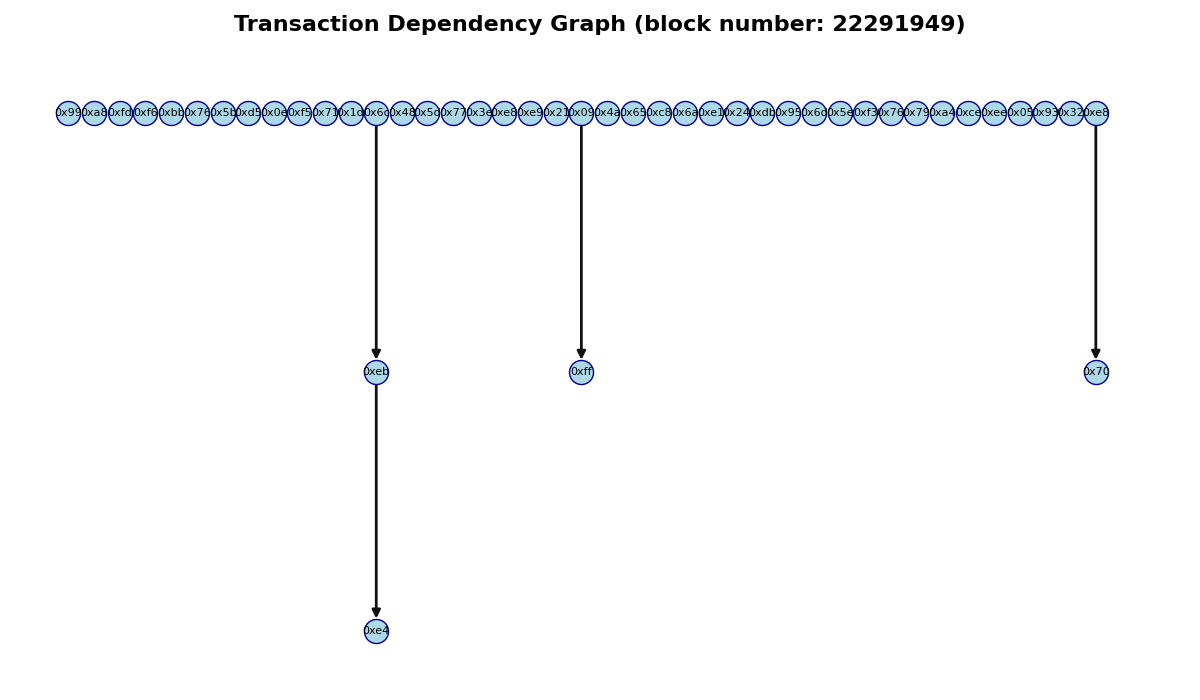 Transaction Dependency Graph (block number: 22291949)
0x99 0xa8 0xfd 0xf6 0xbb 0x76 0x5b 0xd5 0x0e 0xf5 0x71 0x1d 0x6c 0x48 0x5d 0x77 0x3e 0xe8 0xe9 0x21 0x09 0x4a 0x65 0xc8 0x6a 0xe1 0x24 0xdb 0x95 0x6d 0x5e 0xf3 0x76 0x79 0xa4 0xce 0xee 0x05 0x93 0x32 0xe8
0xeb 0xff 0x70
0xe4